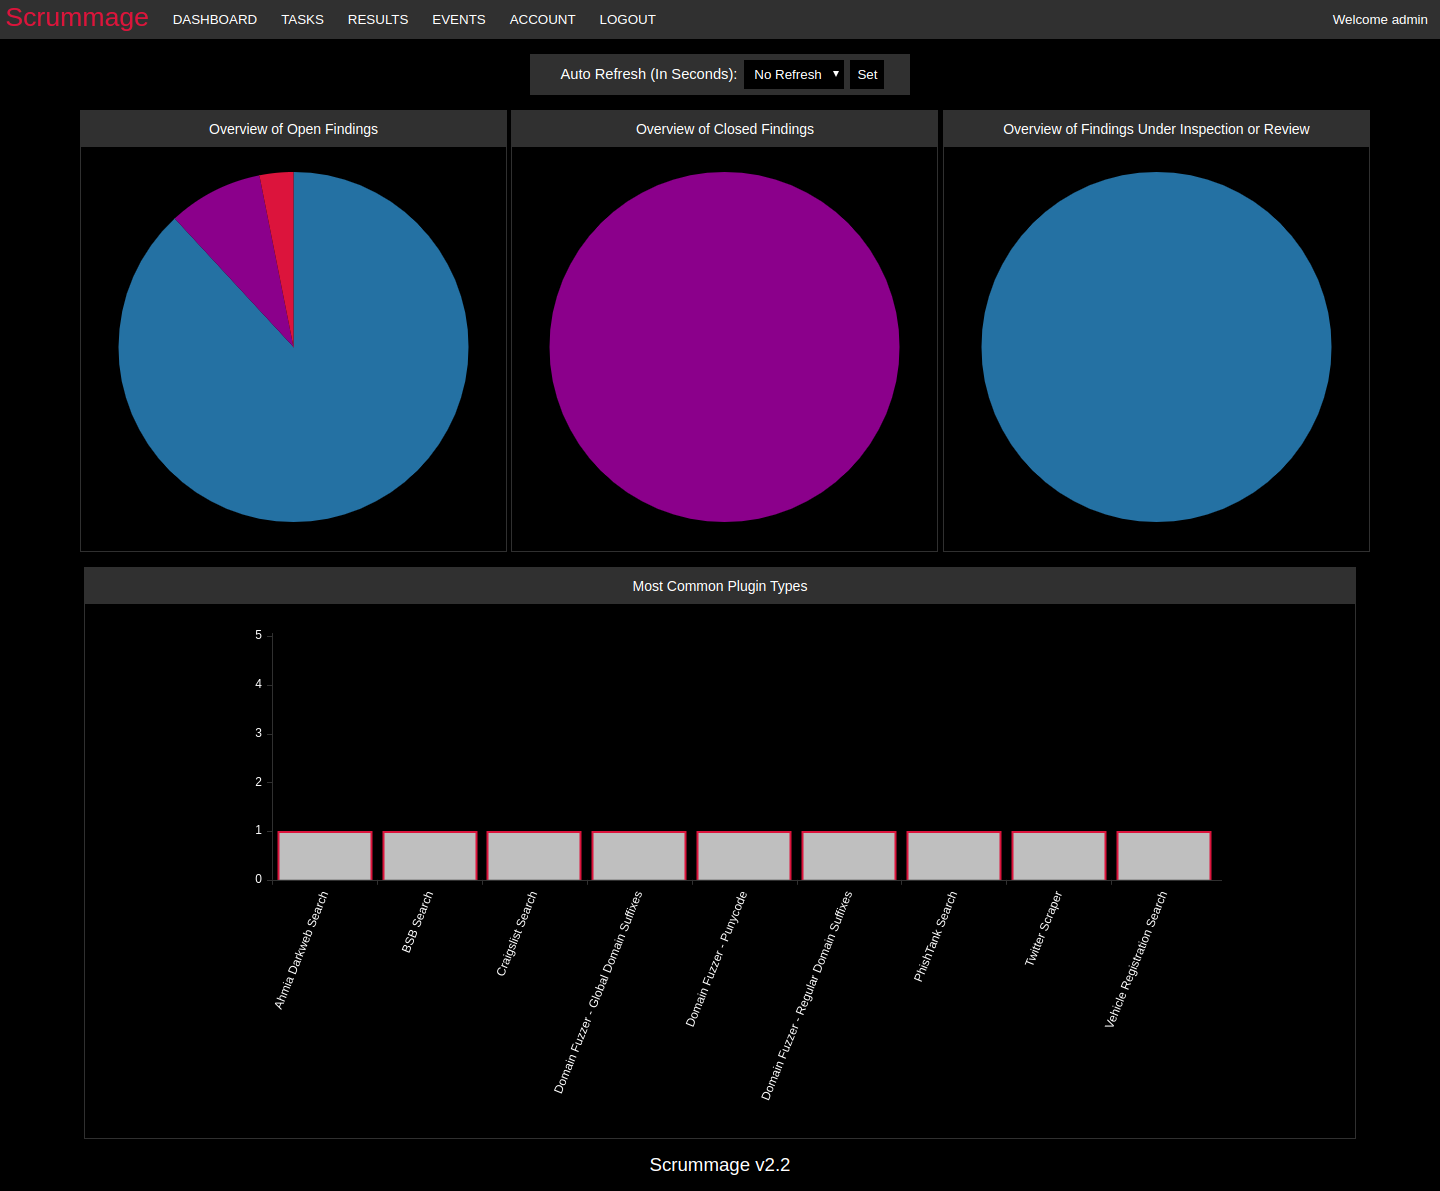 Scrummage DASHBOARD TASKS RESULTS EVENTS ACCOUNT LOGOUT Welcome admin
Auto Refresh (In Seconds): No Refresh Set
Overview of Open Findings
Overview of Closed Findings
Overview of Findings Under Inspection or Review
Most Common Plugin Types
5
4
3
2
1
0
Ahmia Darkweb Search
BSB Search
Craigslist Search
Domain Fuzzer - Global Domain Suffixes
Domain Fuzzer - Punycode
Domain Fuzzer - Regular Domain Suffixes
PhishTank Search
Twitter Scraper
Vehicle Registration Search
Scrummage v2.2